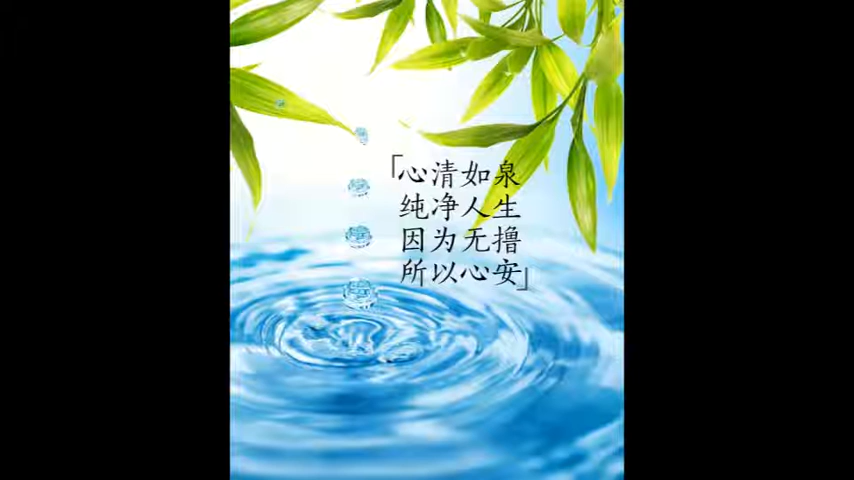 「心清如泉
纯净人生
因为无撸
所以心安」